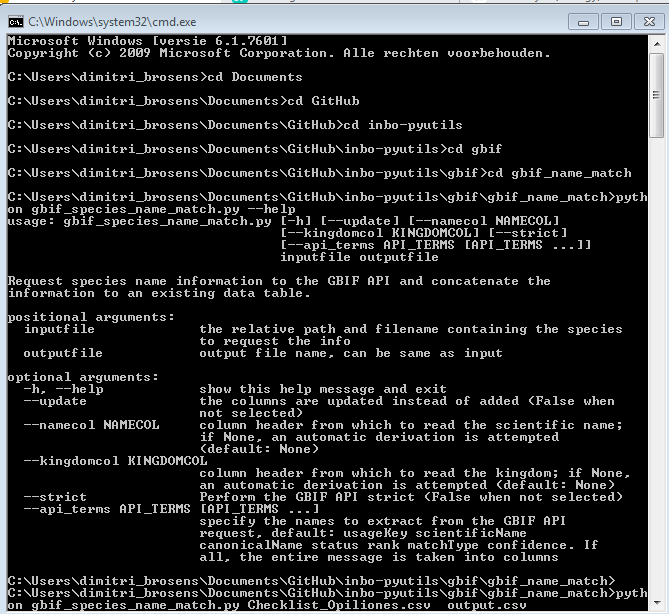 C:\Windows\system32\cmd.exe
Microsoft Windows [versie 6.1.7601]
Copyright (c) 2009 Microsoft Corporation. Alle rechten voorbehouden.
C:\Users\dimitri_brosens>cd Documents
C:\Users\dimitri_brosens\Documents>cd GitHub
C:\Users\dimitri_brosens\Documents\GitHub>cd inbo-pyutils
C:\Users\dimitri_brosens\Documents\GitHub\inbo-pyutils>cd gbif
C:\Users\dimitri_brosens\Documents\GitHub\inbo-pyutils\gbif>cd gbif_name_match
C:\Users\dimitri_brosens\Documents\GitHub\inbo-pyutils\gbif\gbif_name_match>pyth
on gbif_species_name_match.py --help
usage: gbif_species_name_match.py [-h] [--update] [--namecol NAMECOL]
[--kingdomcol KINGDOMCOL] [--strict]
[--api_terms API_TERMS [API_TERMS ...]]
inputfile outputfile
Request species name information to the GBIF API and concatenate the
information to an existing data table.
positional arguments:
inputfile the relative path and filename containing the species
to request the info
outputfile output file name, can be same as input
optional arguments:
-h, --help show this help message and exit
--update the columns are updated instead of added (False when
not selected)
--namecol NAMECOL column header from which to read the scientific name;
if None, an automatic derivation is attempted
(default: None)
--kingdomcol KINGDOMCOL
column header from which to read the kingdom; if None,
an automatic derivation is attempted (default: None)
--strict Perform the GBIF API strict (False when not selected)
--api_terms API_TERMS [API_TERMS ...]
specify the names to extract from the GBIF API
request, default: usageKey scientificName
canonicalName status rank matchType confidence. If
all, the entire message is taken into columns
C:\Users\dimitri_brosens\Documents\GitHub\inbo-pyutils\gbif\gbif_name_match>
C:\Users\dimitri_brosens\Documents\GitHub\inbo-pyutils\gbif\gbif_name_match>pyth
on gbif_species_name_match.py Checklist_Opiliones.csv output.csv